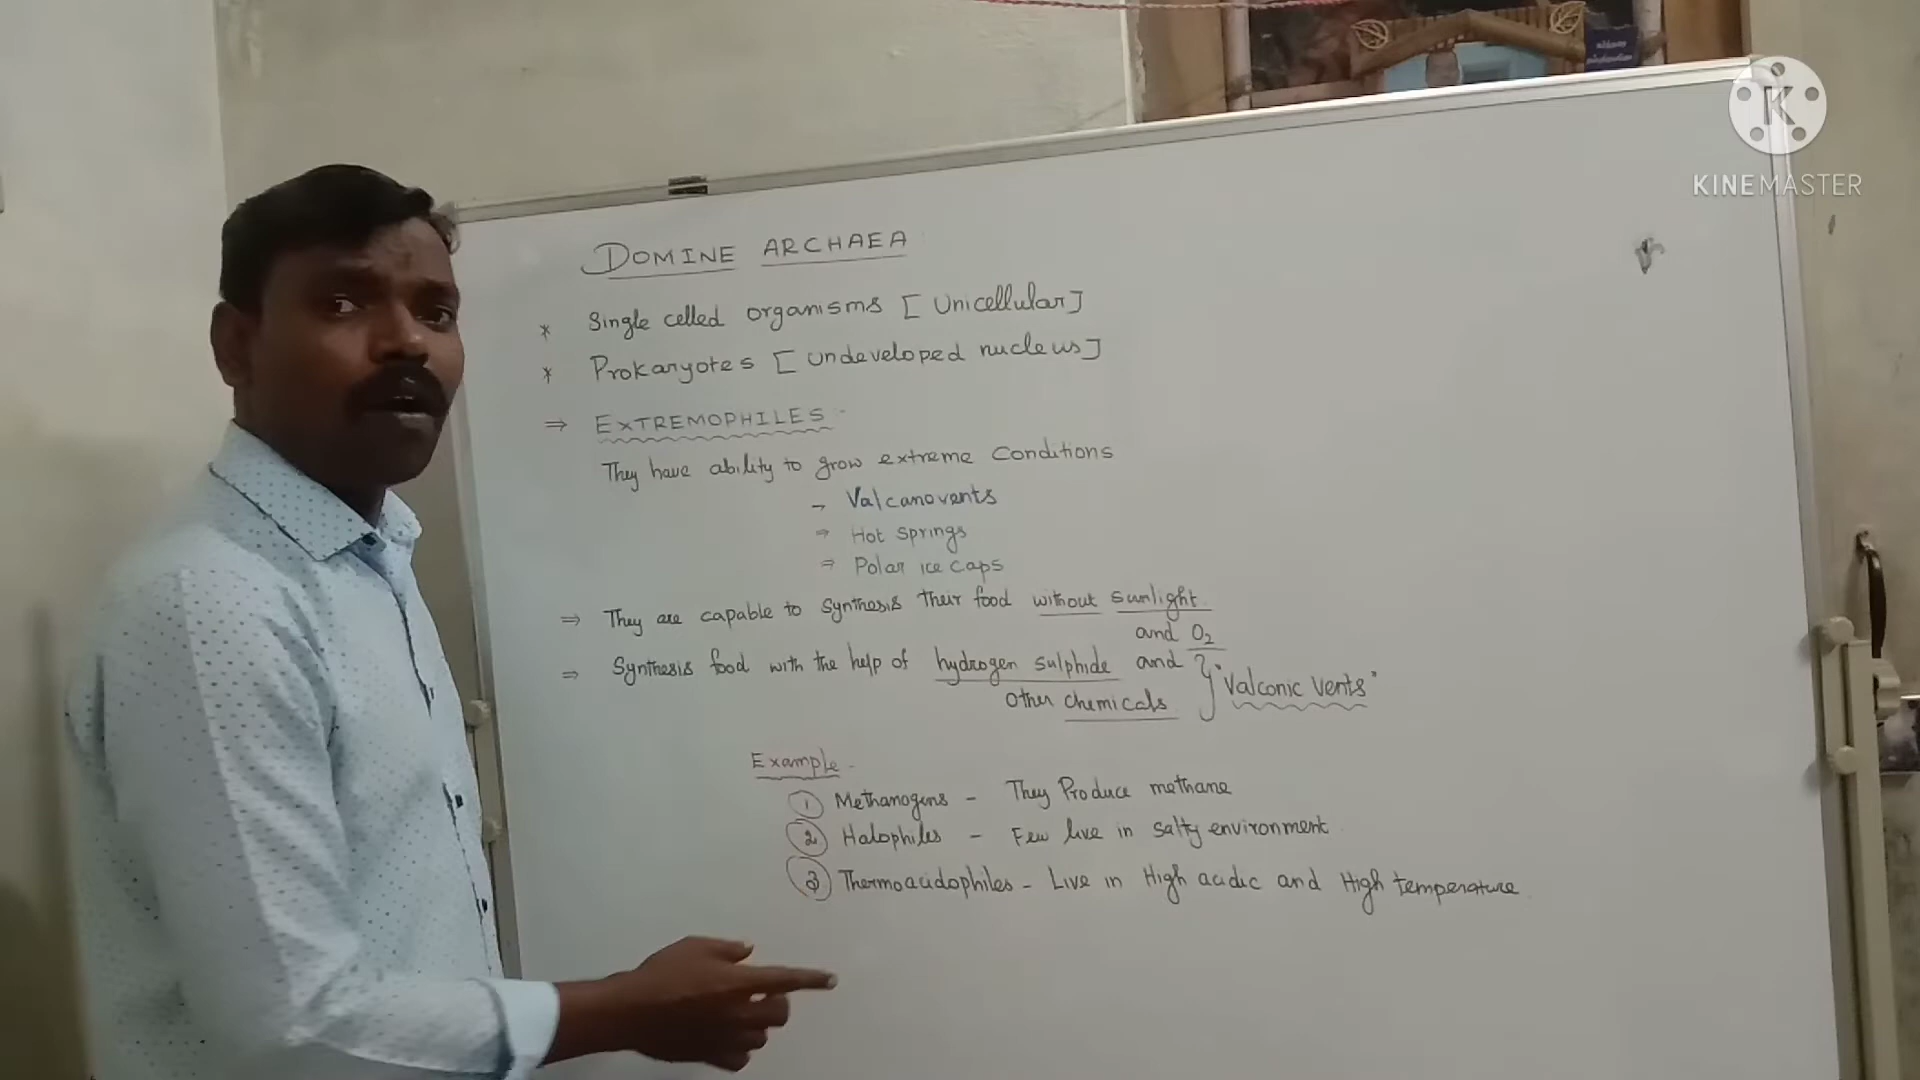 KINEMASTER
DOMINE ARCHAEA
* Single celled organisms [Unicellular]
* Prokaryotes [Undeveloped nucleus]
⇒ EXTREMOPHILES -
They have ability to grow extreme Conditions
→ Valcanovents
⇒ Hot springs
⇒ Polar ice caps
⇒ They are capable to synthesis their food without sunlight
and O2
⇒ Synthesis food with the help of hydrogen sulphide and
other chemicals } "Valconic vents"
Example -
① Methanogens - They Produce methane
② Halophiles - Few live in salty environment
③ Thermoacidophiles - Live in High acidic and High temperature